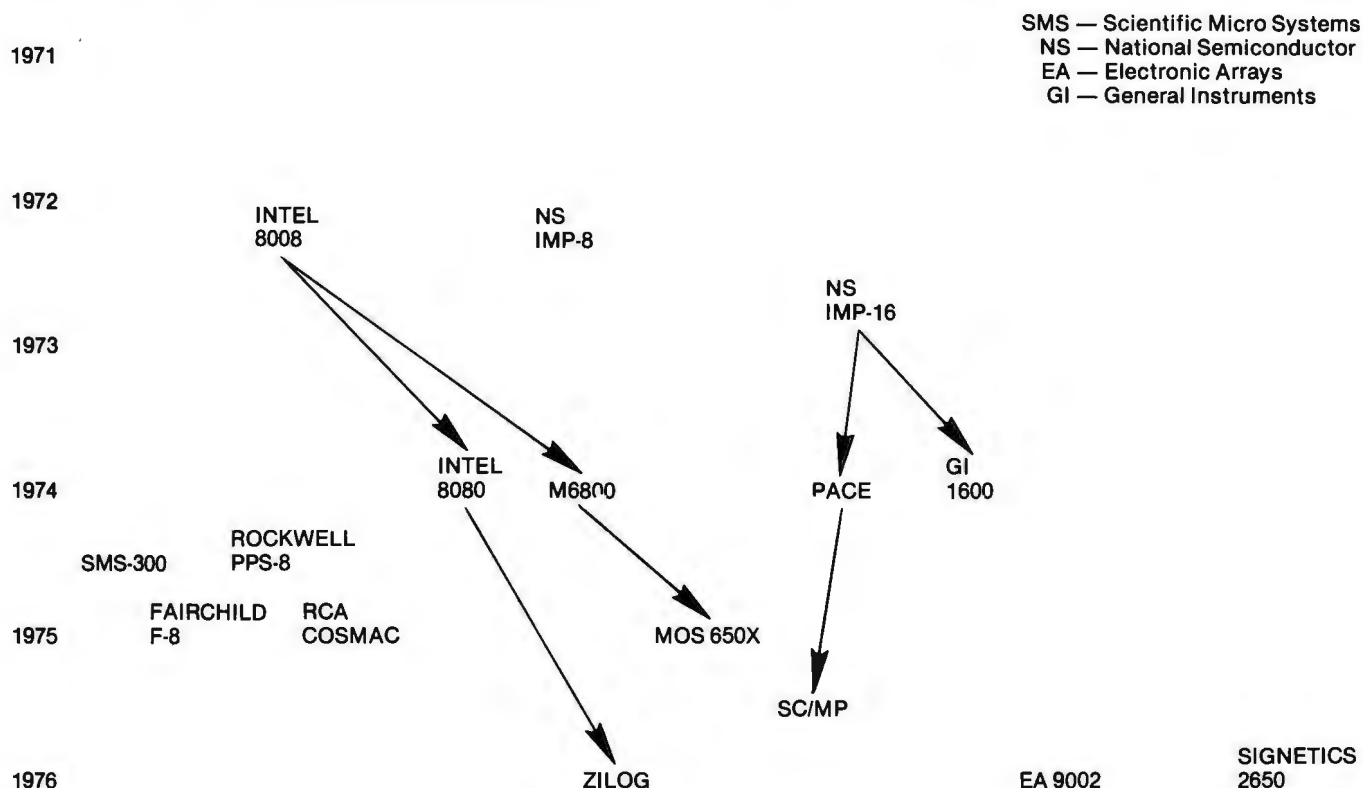 SMS — Scientific Micro Systems
NS — National Semiconductor
EA — Electronic Arrays
GI — General Instruments
1971
1972
INTEL
8008
NS
IMP-8
NS
IMP-16
1973
INTEL
8080
M6800
PACE
GI
1600
1974
SMS-300
ROCKWELL
PPS-8
FAIRCHILD
F-8
RCA
COSMAC
1975
MOS 650X
SC/MP
1976
ZILOG
EA 9002
SIGNETICS
2650